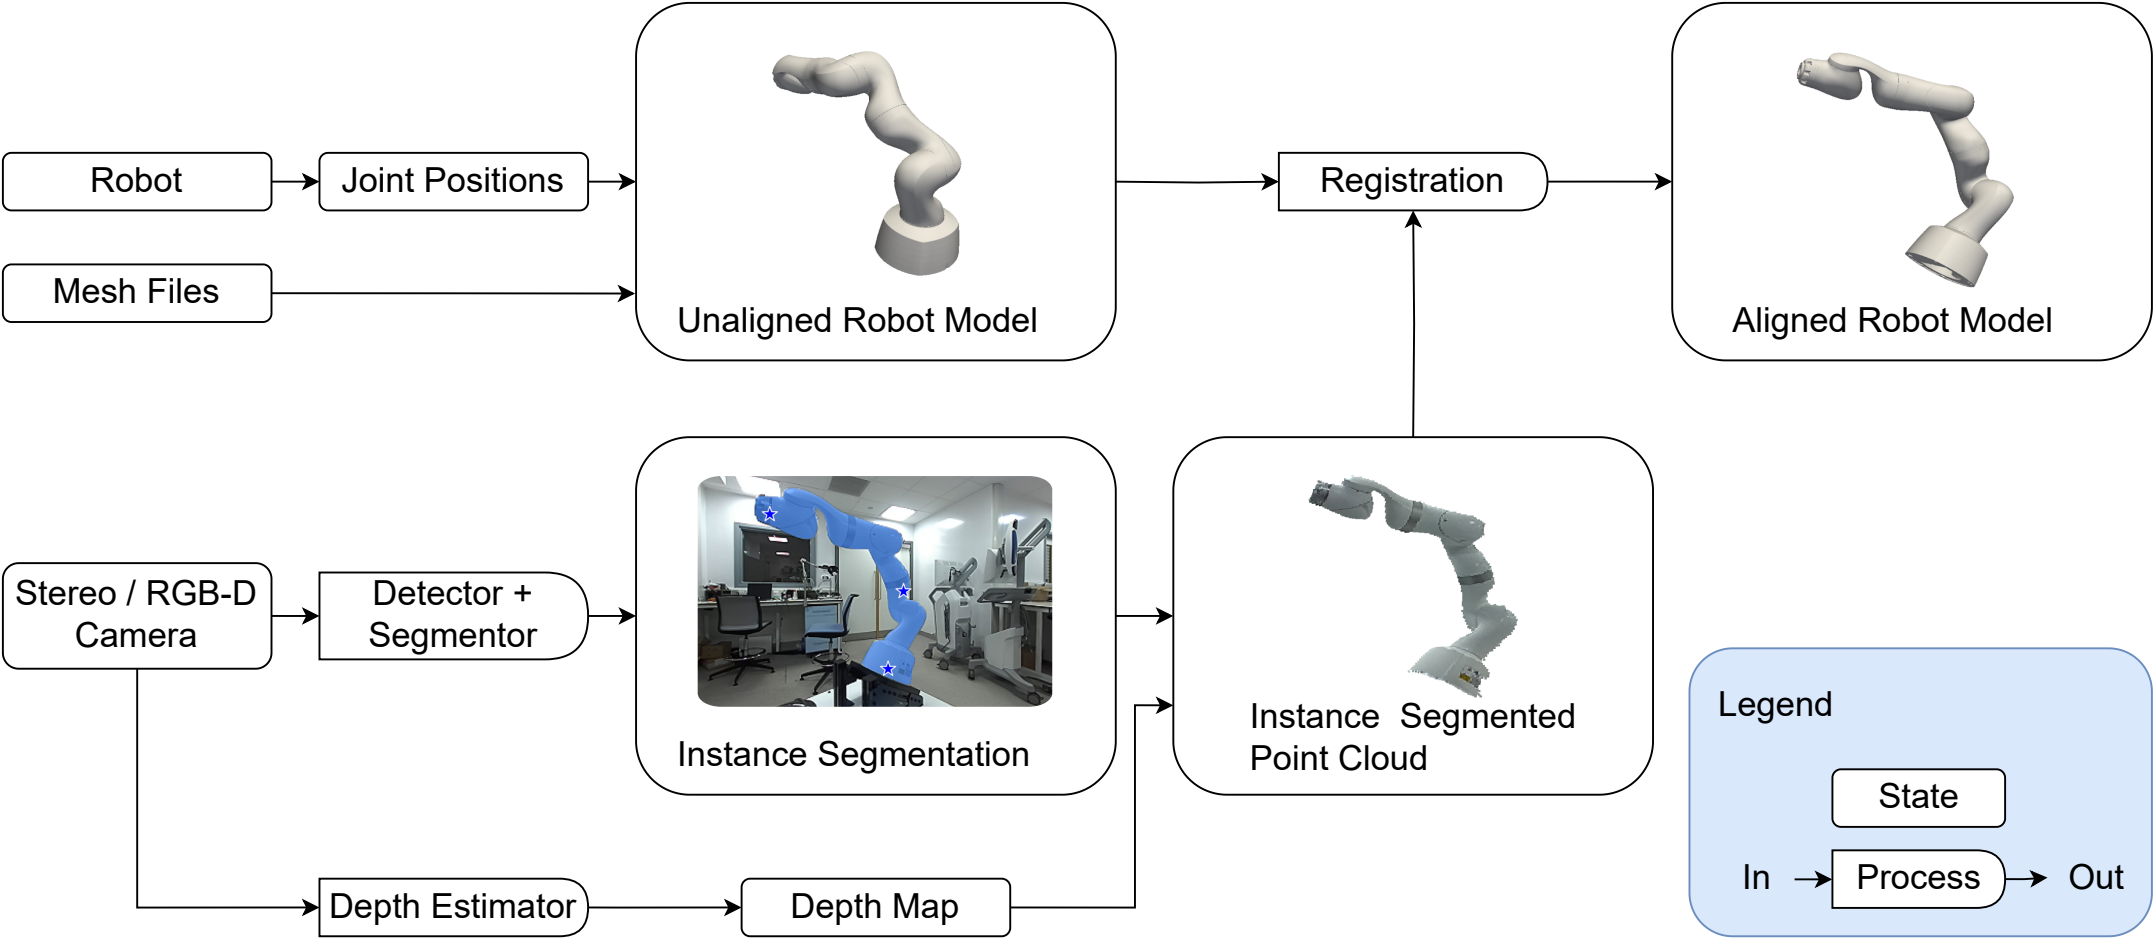 Robot
Joint Positions
Mesh Files
Unaligned Robot Model
Registration
Aligned Robot Model
Stereo / RGB-D
Camera
Detector +
Segmentor
Instance Segmentation
Instance Segmented
Point Cloud
Depth Estimator
Depth Map
Legend
State
In
Process
Out